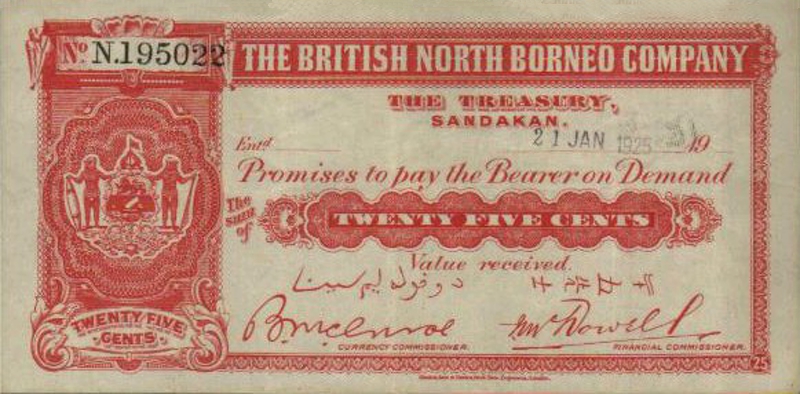 No. N.195022
THE BRITISH NORTH BORNEO COMPANY
THE TREASURY,
SANDAKAN.
Entd. 21 JAN 1925 19
Promises to pay the Bearer on Demand
The sum of TWENTY FIVE CENTS
Value received.
TWENTY FIVE
CENTS
CURRENCY COMMISSIONER.
FINANCIAL COMMISSIONER.
25